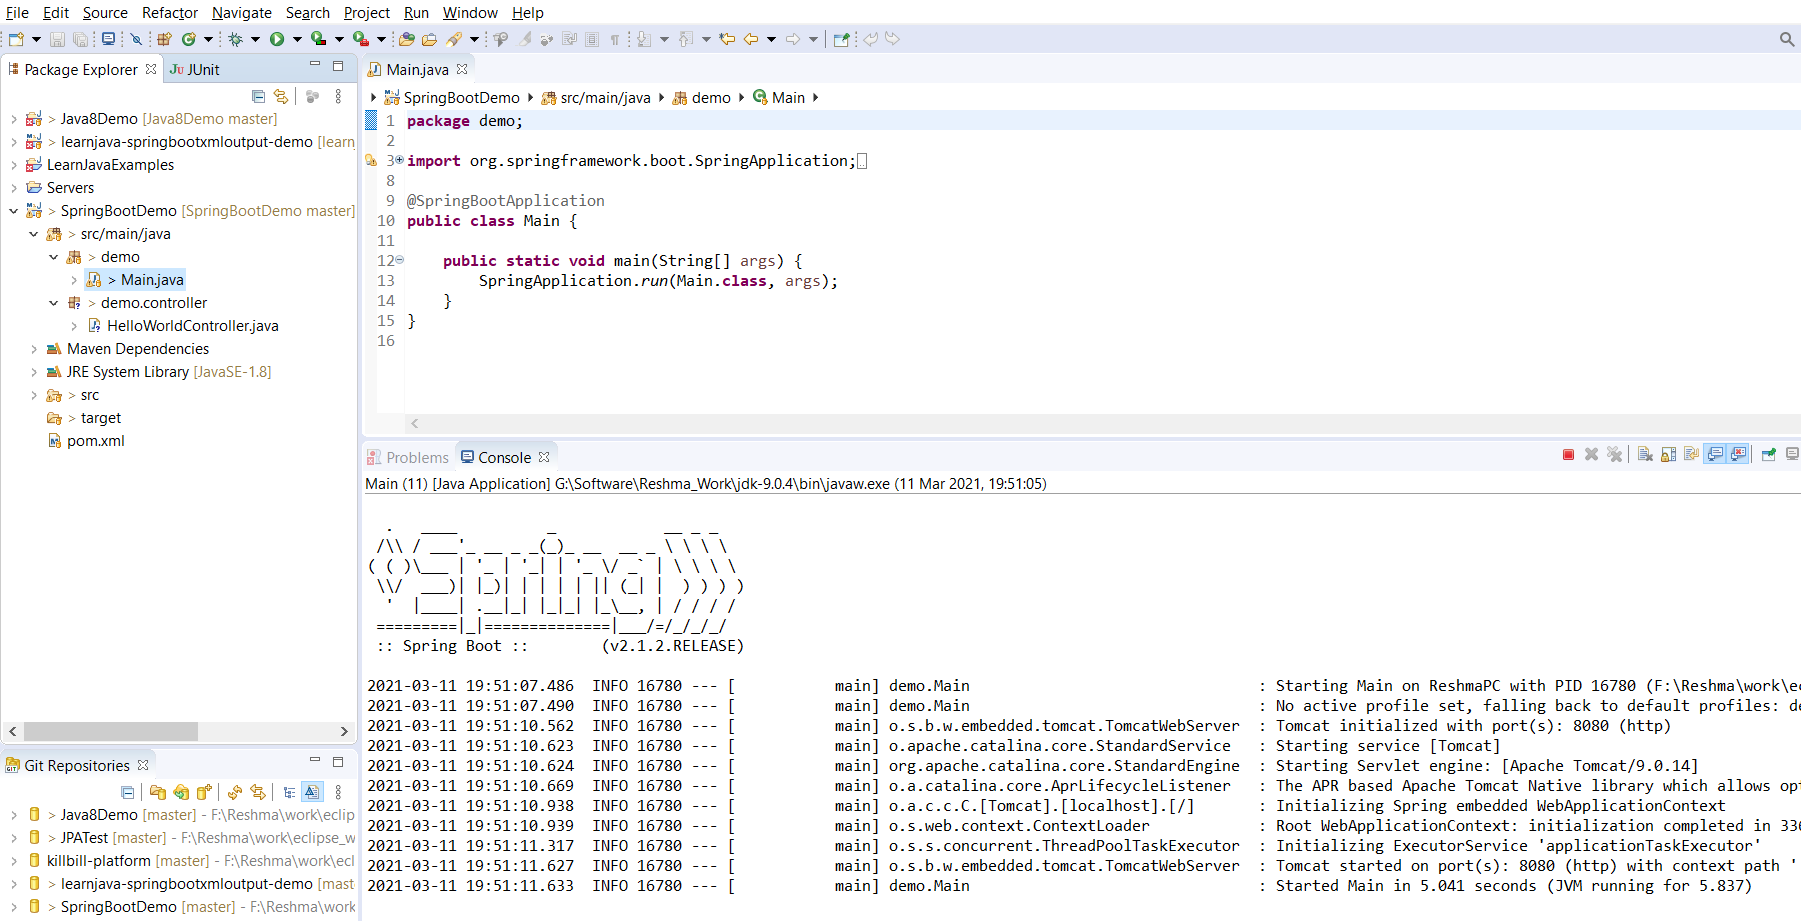 File Edit Source Refactor Navigate Search Project Run Window Help
Package Explorer JUnit
> Java8Demo [Java8Demo master]
> learnjava-springbootxmloutput-demo [learn
LearnJavaExamples
Servers
> SpringBootDemo [SpringBootDemo master]
> src/main/java
> demo
> Main.java
> demo.controller
HelloWorldController.java
Maven Dependencies
JRE System Library [JavaSE-1.8]
> src
> target
pom.xml
Git Repositories
> Java8Demo [master] - F:\Reshma\work\eclip
> JPATest [master] - F:\Reshma\work\eclipse_w
killbill-platform [master] - F:\Reshma\work\ecl
> learnjava-springbootxmloutput-demo [mast
> SpringBootDemo [master] - F:\Reshma\work
Main.java
SpringBootDemo src/main/java demo Main
1 package demo;
2
3 import org.springframework.boot.SpringApplication;
8
9 @SpringBootApplication
10 public class Main {
11
12 public static void main(String[] args) {
13 SpringApplication.run(Main.class, args);
14 }
15 }
16
Problems Console
Main (11) [Java Application] G:\Software\Reshma_Work\jdk-9.0.4\bin\javaw.exe (11 Mar 2021, 19:51:05)
  .   ____          _            __ _ _
 /\\ / ___'_ __ _ _(_)_ __  __ _ \ \ \ \
( ( )\___ | '_ | '_| | '_ \/ _` | \ \ \ \
 \\/  ___)| |_)| | | | | || (_| |  ) ) ) )
  '  |____| .__|_| |_|_| |_\__, | / / / /
 =========|_|==============|___/=/_/_/_/
 :: Spring Boot ::        (v2.1.2.RELEASE)
2021-03-11 19:51:07.486 INFO 16780 --- [ main] demo.Main : Starting Main on ReshmaPC with PID 16780 (F:\Reshma\work\ec
2021-03-11 19:51:07.490 INFO 16780 --- [ main] demo.Main : No active profile set, falling back to default profiles: de
2021-03-11 19:51:10.562 INFO 16780 --- [ main] o.s.b.w.embedded.tomcat.TomcatWebServer : Tomcat initialized with port(s): 8080 (http)
2021-03-11 19:51:10.623 INFO 16780 --- [ main] o.apache.catalina.core.StandardService : Starting service [Tomcat]
2021-03-11 19:51:10.624 INFO 16780 --- [ main] org.apache.catalina.core.StandardEngine : Starting Servlet engine: [Apache Tomcat/9.0.14]
2021-03-11 19:51:10.669 INFO 16780 --- [ main] o.a.catalina.core.AprLifecycleListener : The APR based Apache Tomcat Native library which allows opt
2021-03-11 19:51:10.938 INFO 16780 --- [ main] o.a.c.c.C.[Tomcat].[localhost].[/] : Initializing Spring embedded WebApplicationContext
2021-03-11 19:51:10.939 INFO 16780 --- [ main] o.s.web.context.ContextLoader : Root WebApplicationContext: initialization completed in 336
2021-03-11 19:51:11.317 INFO 16780 --- [ main] o.s.s.concurrent.ThreadPoolTaskExecutor : Initializing ExecutorService 'applicationTaskExecutor'
2021-03-11 19:51:11.627 INFO 16780 --- [ main] o.s.b.w.embedded.tomcat.TomcatWebServer : Tomcat started on port(s): 8080 (http) with context path '
2021-03-11 19:51:11.633 INFO 16780 --- [ main] demo.Main : Started Main in 5.041 seconds (JVM running for 5.837)